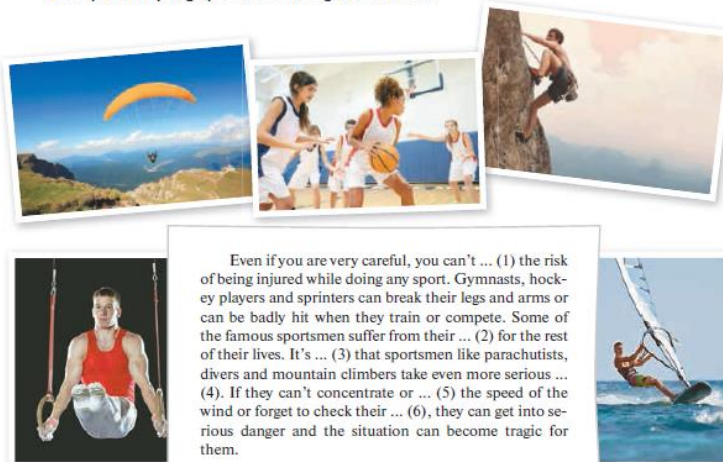 Even if you are very careful, you can't ... (1) the risk
of being injured while doing any sport. Gymnasts, hock-
ey players and sprinters can break their legs and arms or
can be badly hit when they train or compete. Some of
the famous sportsmen suffer from their ... (2) for the rest
of their lives. It's ... (3) that sportsmen like parachutists,
divers and mountain climbers take even more serious ...
(4). If they can't concentrate or ... (5) the speed of the
wind or forget to check their ... (6), they can get into se-
rious danger and the situation can become tragic for
them.